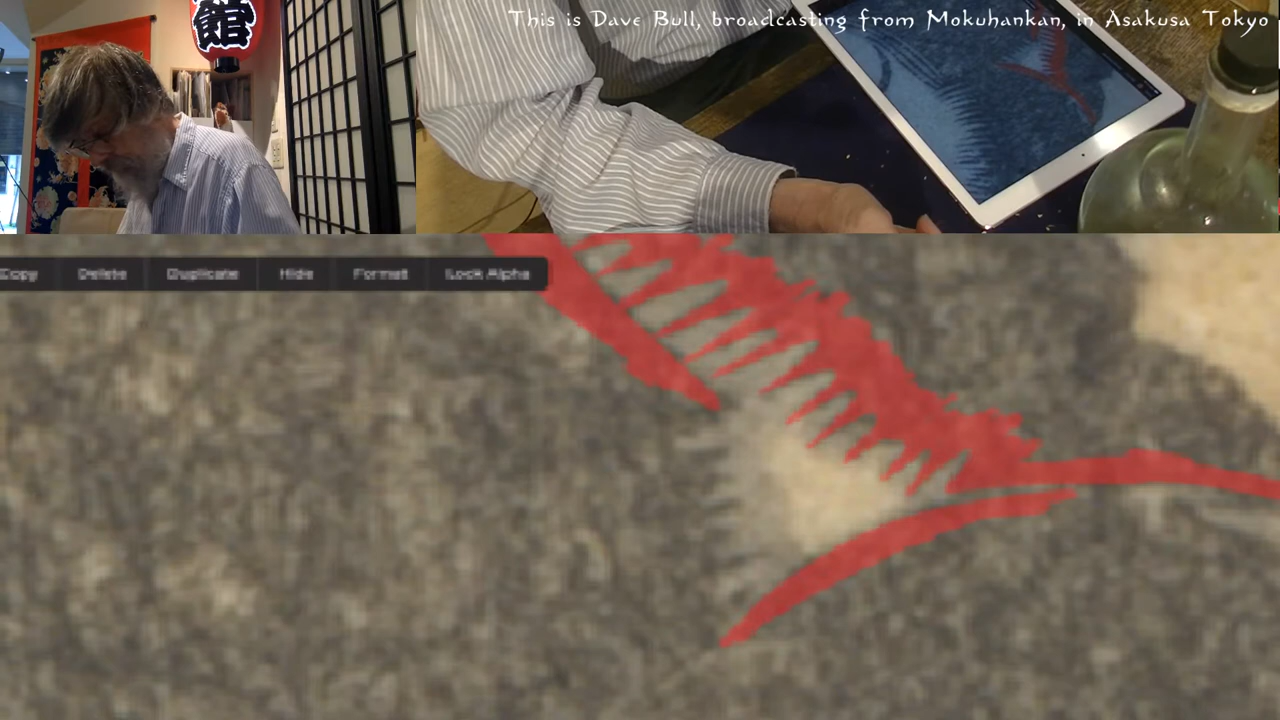 館
This is Dave Bull, broadcasting from Mokuhankan, in Asakusa Tokyo
Copy Delete Duplicate Hide Format Lock Alpha